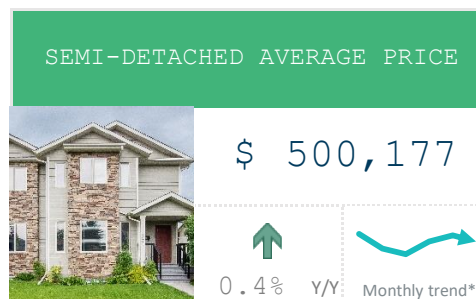 SEMI-DETACHED AVERAGE PRICE
$ 500,177
0.4% Y/Y
Monthly trend*